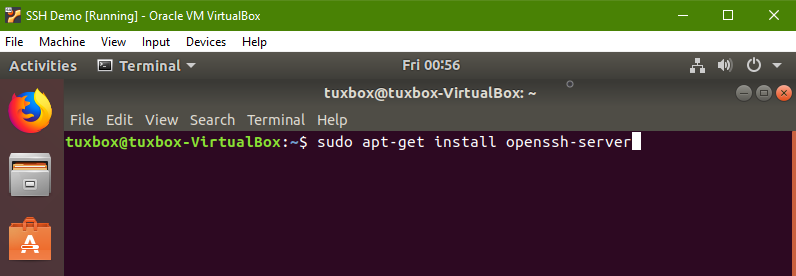 SSH Demo [Running] - Oracle VM VirtualBox
File Machine View Input Devices Help
Activities Terminal Fri 00:56
tuxbox@tuxbox-VirtualBox: ~
File Edit View Search Terminal Help
tuxbox@tuxbox-VirtualBox:~$ sudo apt-get install openssh-server